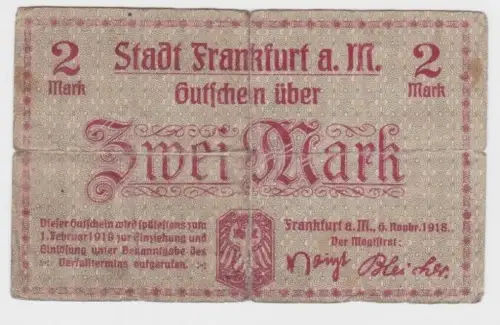 2 Stadt Frankfurt a. M. 2
Mark Gutschein über Mark
Zwei Mark
Dieser Gutschein wird spätestens zum
1. Februar 1919 zur Einziehung und
Einlösung unter Bekanntgabe des
Verfalltermins aufgerufen.
Frankfurt a. M., 6. Novbr. 1918.
Der Magistrat: